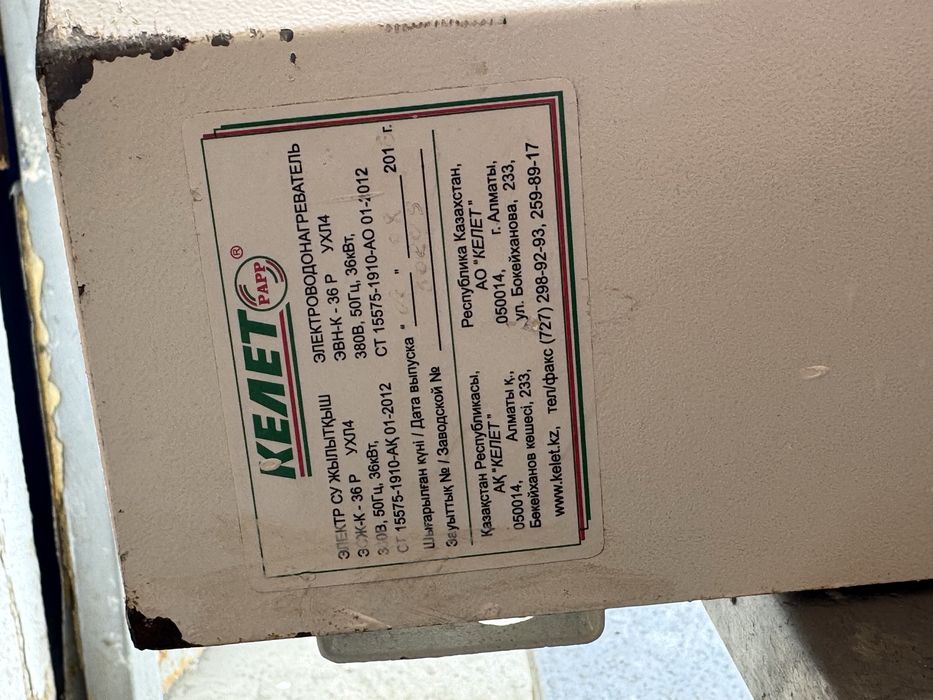 КЕЛЕТ PAPP ®
ЭЛЕКТР СУ ЖЫЛЫТҚЫШ
ЭСЖ-К - 36 Р УХЛ4
380В, 50Гц, 36кВт,
СТ 15575-1910-АҚ 01-2012
ЭЛЕКТРОВОДОНАГРЕВАТЕЛЬ
ЭВН-К - 36 Р УХЛ4
380В, 50Гц, 36кВт,
СТ 15575-1910-АО 01-2012
Шығарылған күні / Дата выпуска " " 201 г.
Зауыттық № / Заводской №
Қазақстан Республикасы,
АҚ "КЕЛЕТ"
050014, Алматы қ.,
Бөкейханов көшесі, 233,
Республика Казахстан,
АО "КЕЛЕТ"
050014, г. Алматы,
ул. Бокейханова, 233,
www.kelet.kz, тел/факс (727) 298-92-93, 259-89-17